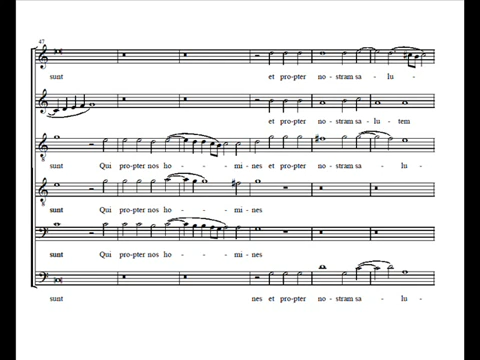 47
sunt et pro pter no - stram sa - lu -
et pro pter no - stram sa - lu - tem
8
sunt Qui pro pter nos ho - - mi - nes et pro pter no - stram sa - lu -
8
sunt Qui pro pter nos ho - - mi - nes
sunt Qui pro pter nos ho - - mi - nes
sunt nes et pro pter no - stram sa - lu -